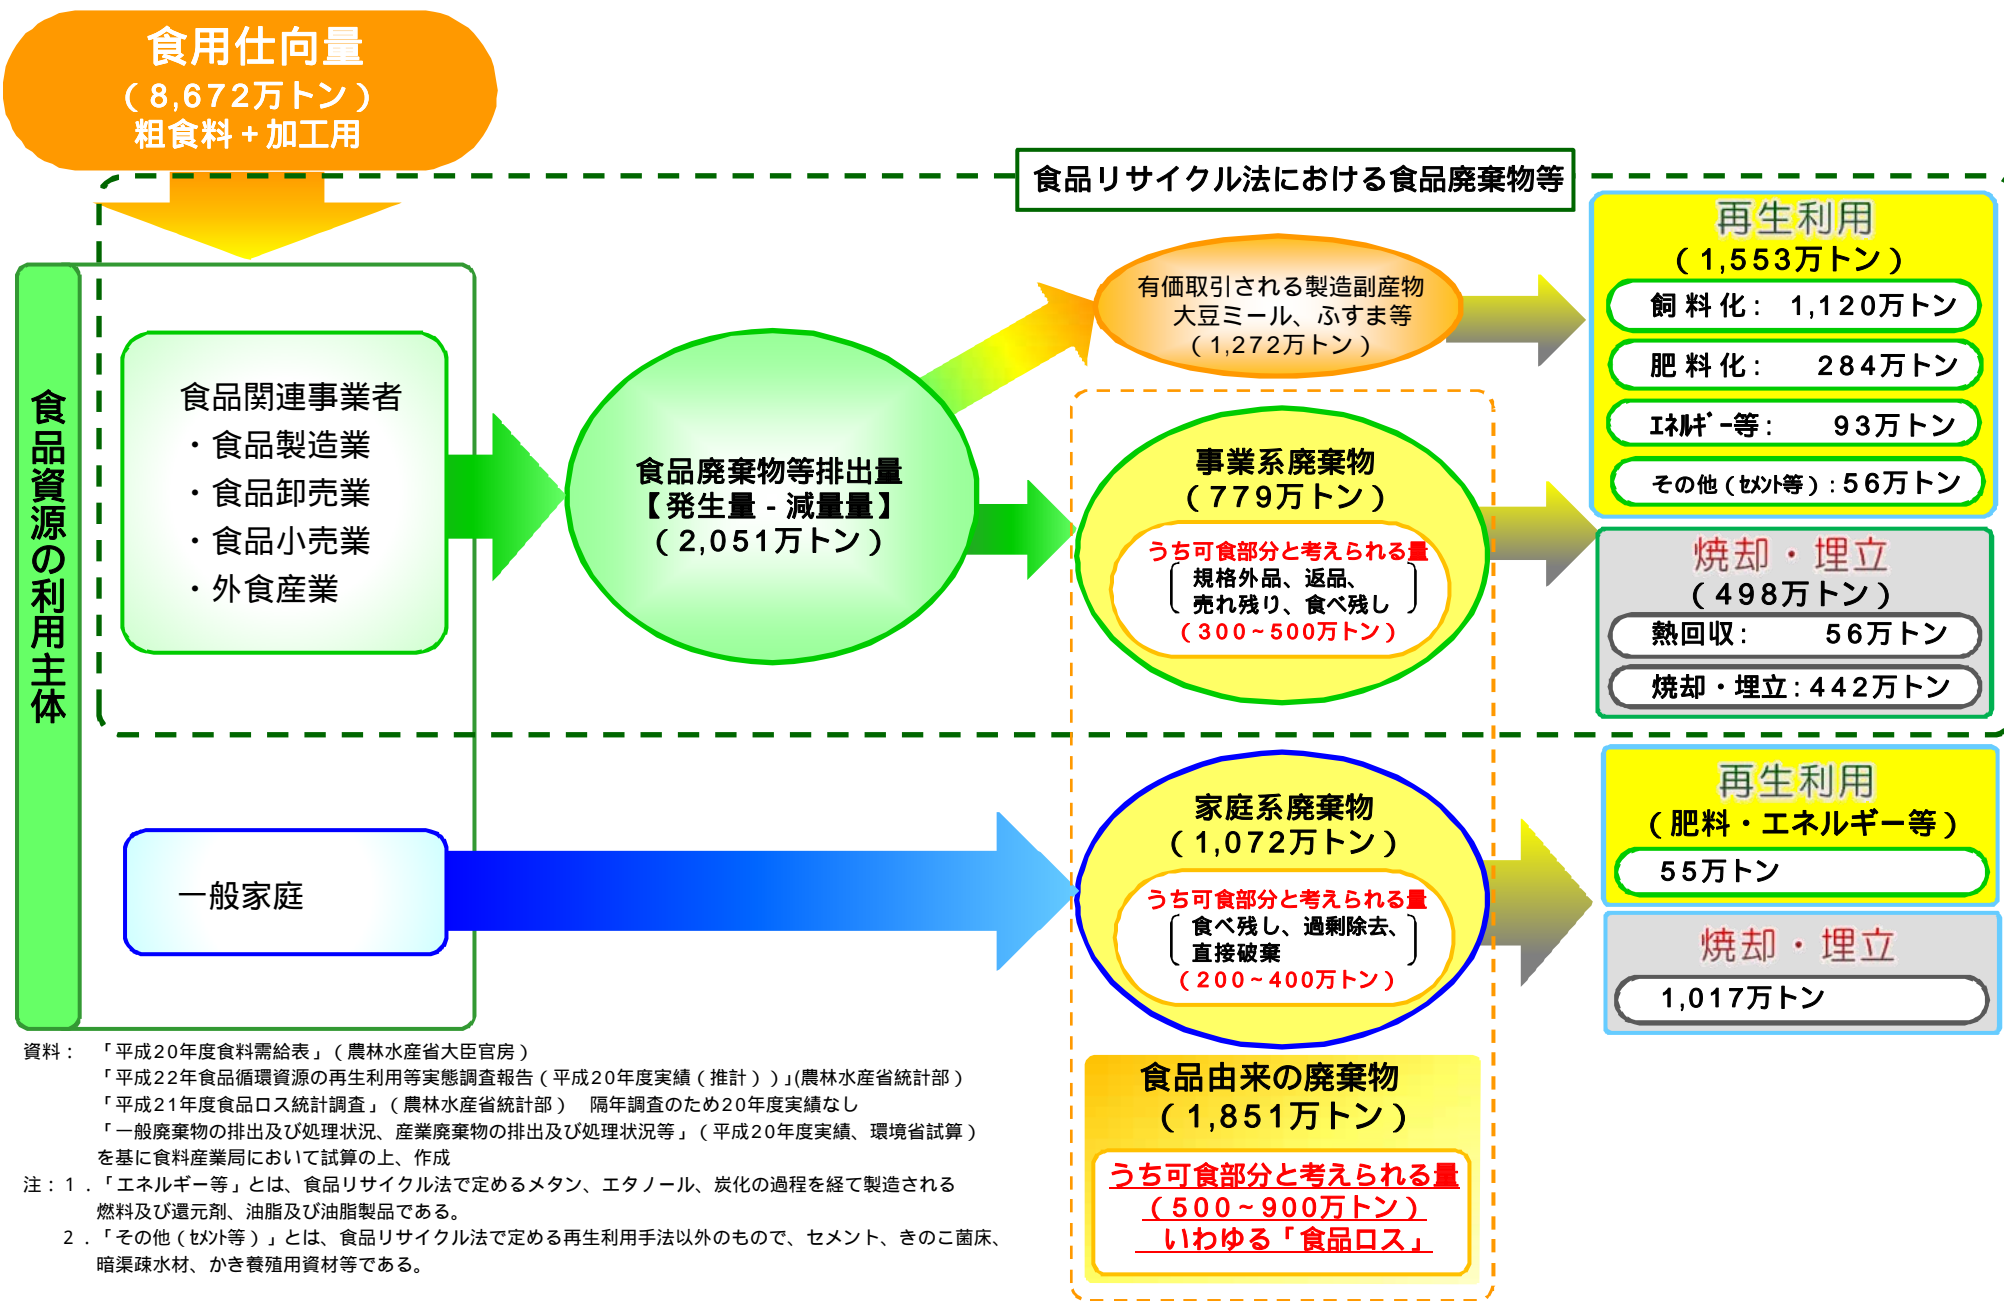 食用仕向量
(8,672万トン)
粗食料+加工用
食品リサイクル法における食品廃棄物等
食品資源の利用主体
食品関連事業者
・食品製造業
・食品卸売業
・食品小売業
・外食産業
食品廃棄物等排出量
【発生量-減量量】
(2,051万トン)
有価取引される製造副産物
大豆ミール、ふすま等
(1,272万トン)
事業系廃棄物
(779万トン)
うち可食部分と考えられる量
規格外品、返品、
売れ残り、食べ残し
(300~500万トン)
再生利用
(1,553万トン)
飼料化: 1,120万トン
肥料化: 284万トン
エネルギー等: 93万トン
その他(セメント等):56万トン
焼却・埋立
(498万トン)
熱回収: 56万トン
焼却・埋立:442万トン
一般家庭
家庭系廃棄物
(1,072万トン)
うち可食部分と考えられる量
食べ残し、過剰除去、
直接破棄
(200~400万トン)
再生利用
(肥料・エネルギー等)
55万トン
焼却・埋立
1,017万トン
食品由来の廃棄物
(1,851万トン)
うち可食部分と考えられる量
(500~900万トン)
いわゆる「食品ロス」
資料: 「平成20年度食料需給表」(農林水産省大臣官房)
「平成22年食品循環資源の再生利用等実態調査報告(平成20年度実績(推計))」(農林水産省統計部)
「平成21年度食品ロス統計調査」(農林水産省統計部) 隔年調査のため20年度実績なし
「一般廃棄物の排出及び処理状況、産業廃棄物の排出及び処理状況等」(平成20年度実績、環境省試算)
を基に食料産業局において試算の上、作成
注:1.「エネルギー等」とは、食品リサイクル法で定めるメタン、エタノール、炭化の過程を経て製造される
燃料及び還元剤、油脂及び油脂製品である。
2.「その他(セメント等)」とは、食品リサイクル法で定める再生利用手法以外のもので、セメント、きのこ菌床、
暗渠疎水材、かき養殖用資材等である。